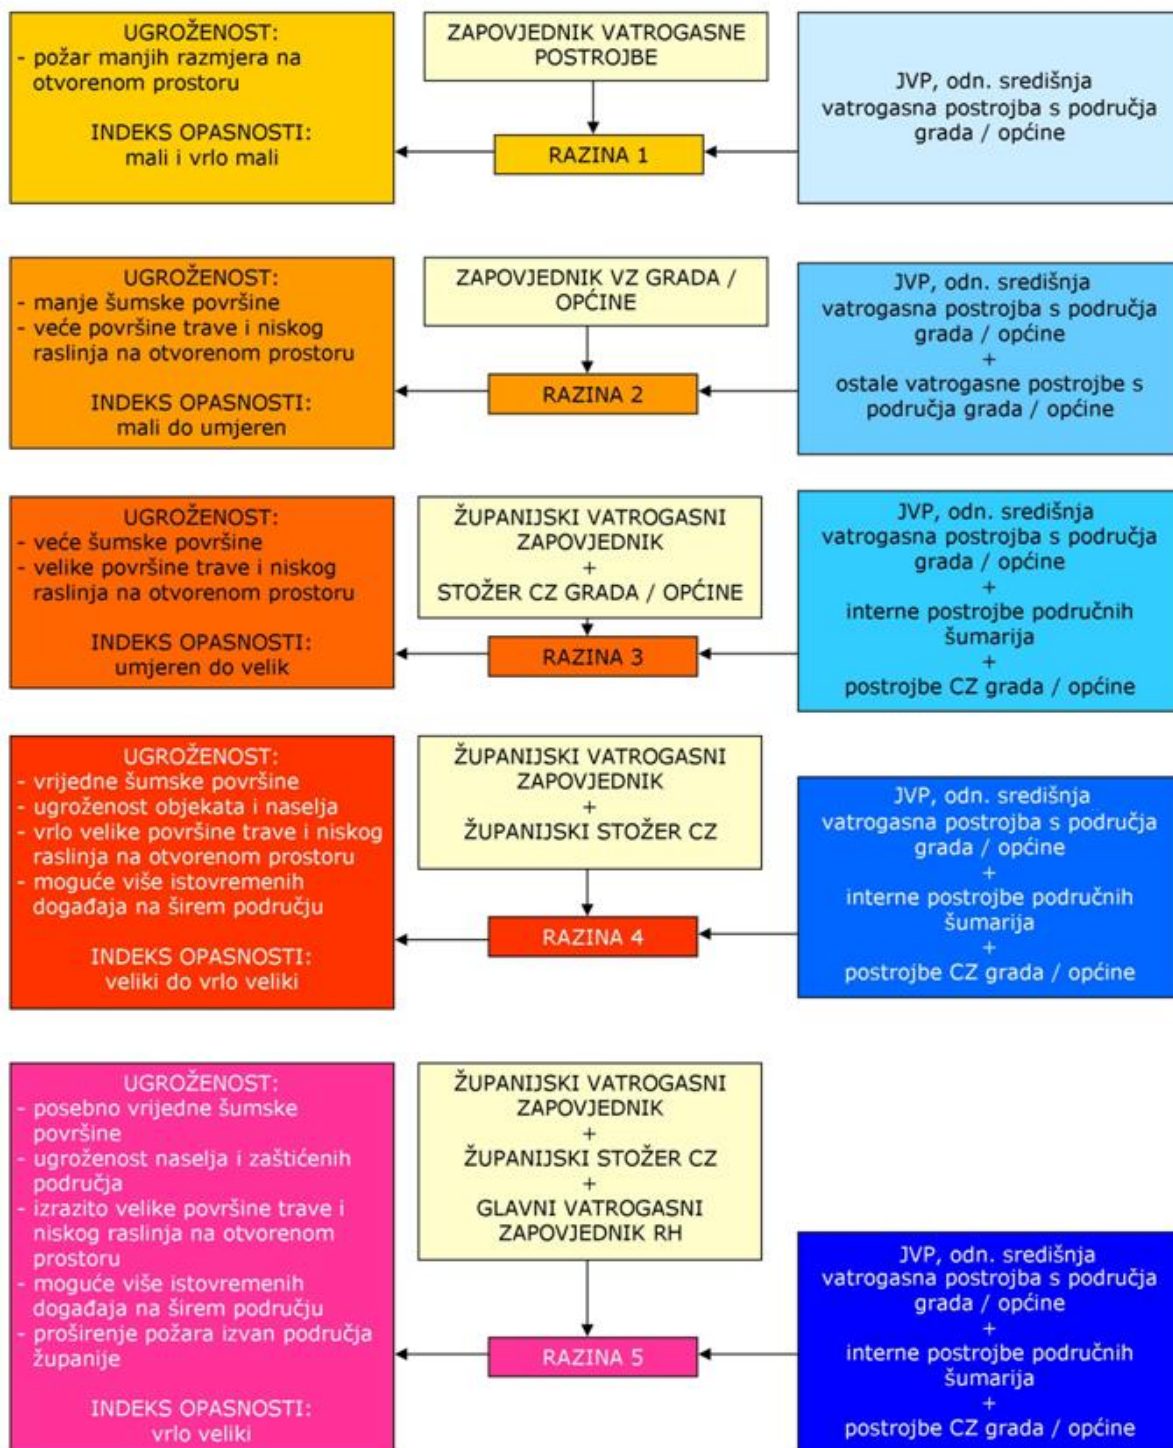 UGROŽENOST:
- požar manjih razmjera na
otvorenom prostoru
INDEKS OPASNOSTI:
mali i vrlo mali
ZAPOVJEDNIK VATROGASNE
POSTROJBE
RAZINA 1
JVP, odn. središnja
vatrogasna postrojba s područja
grada / općine
UGROŽENOST:
- manje šumske površine
- veće površine trave i niskog
raslinja na otvorenom prostoru
INDEKS OPASNOSTI:
mali do umjeren
ZAPOVJEDNIK VZ GRADA /
OPĆINE
RAZINA 2
JVP, odn. središnja
vatrogasna postrojba s područja
grada / općine
+
ostale vatrogasne postrojbe s
područja grada / općine
UGROŽENOST:
- veće šumske površine
- velike površine trave i niskog
raslinja na otvorenom prostoru
INDEKS OPASNOSTI:
umjeren do velik
ŽUPANIJSKI VATROGASNI
ZAPOVJEDNIK
+
STOŽER CZ GRADA / OPĆINE
RAZINA 3
JVP, odn. središnja
vatrogasna postrojba s područja
grada / općine
+
interne postrojbe područnih
šumarija
+
postrojbe CZ grada / općine
UGROŽENOST:
- vrijedne šumske površine
- ugroženost objekata i naselja
- vrlo velike površine trave i niskog
raslinja na otvorenom prostoru
- moguće više istovremenih
događaja na širem području
INDEKS OPASNOSTI:
veliki do vrlo veliki
ŽUPANIJSKI VATROGASNI
ZAPOVJEDNIK
+
ŽUPANIJSKI STOŽER CZ
RAZINA 4
JVP, odn. središnja
vatrogasna postrojba s područja
grada / općine
+
interne postrojbe područnih
šumarija
+
postrojbe CZ grada / općine
UGROŽENOST:
- posebno vrijedne šumske
površine
- ugroženost naselja i zaštićenih
područja
- izrazito velike površine trave i
niskog raslinja na otvorenom
prostoru
- moguće više istovremenih
događaja na širem području
- proširenje požara izvan područja
županije
INDEKS OPASNOSTI:
vrlo veliki
ŽUPANIJSKI VATROGASNI
ZAPOVJEDNIK
+
ŽUPANIJSKI STOŽER CZ
+
GLAVNI VATROGASNI
ZAPOVJEDNIK RH
RAZINA 5
JVP, odn. središnja
vatrogasna postrojba s područja
grada / općine
+
interne postrojbe područnih
šumarija
+
postrojbe CZ grada / općine